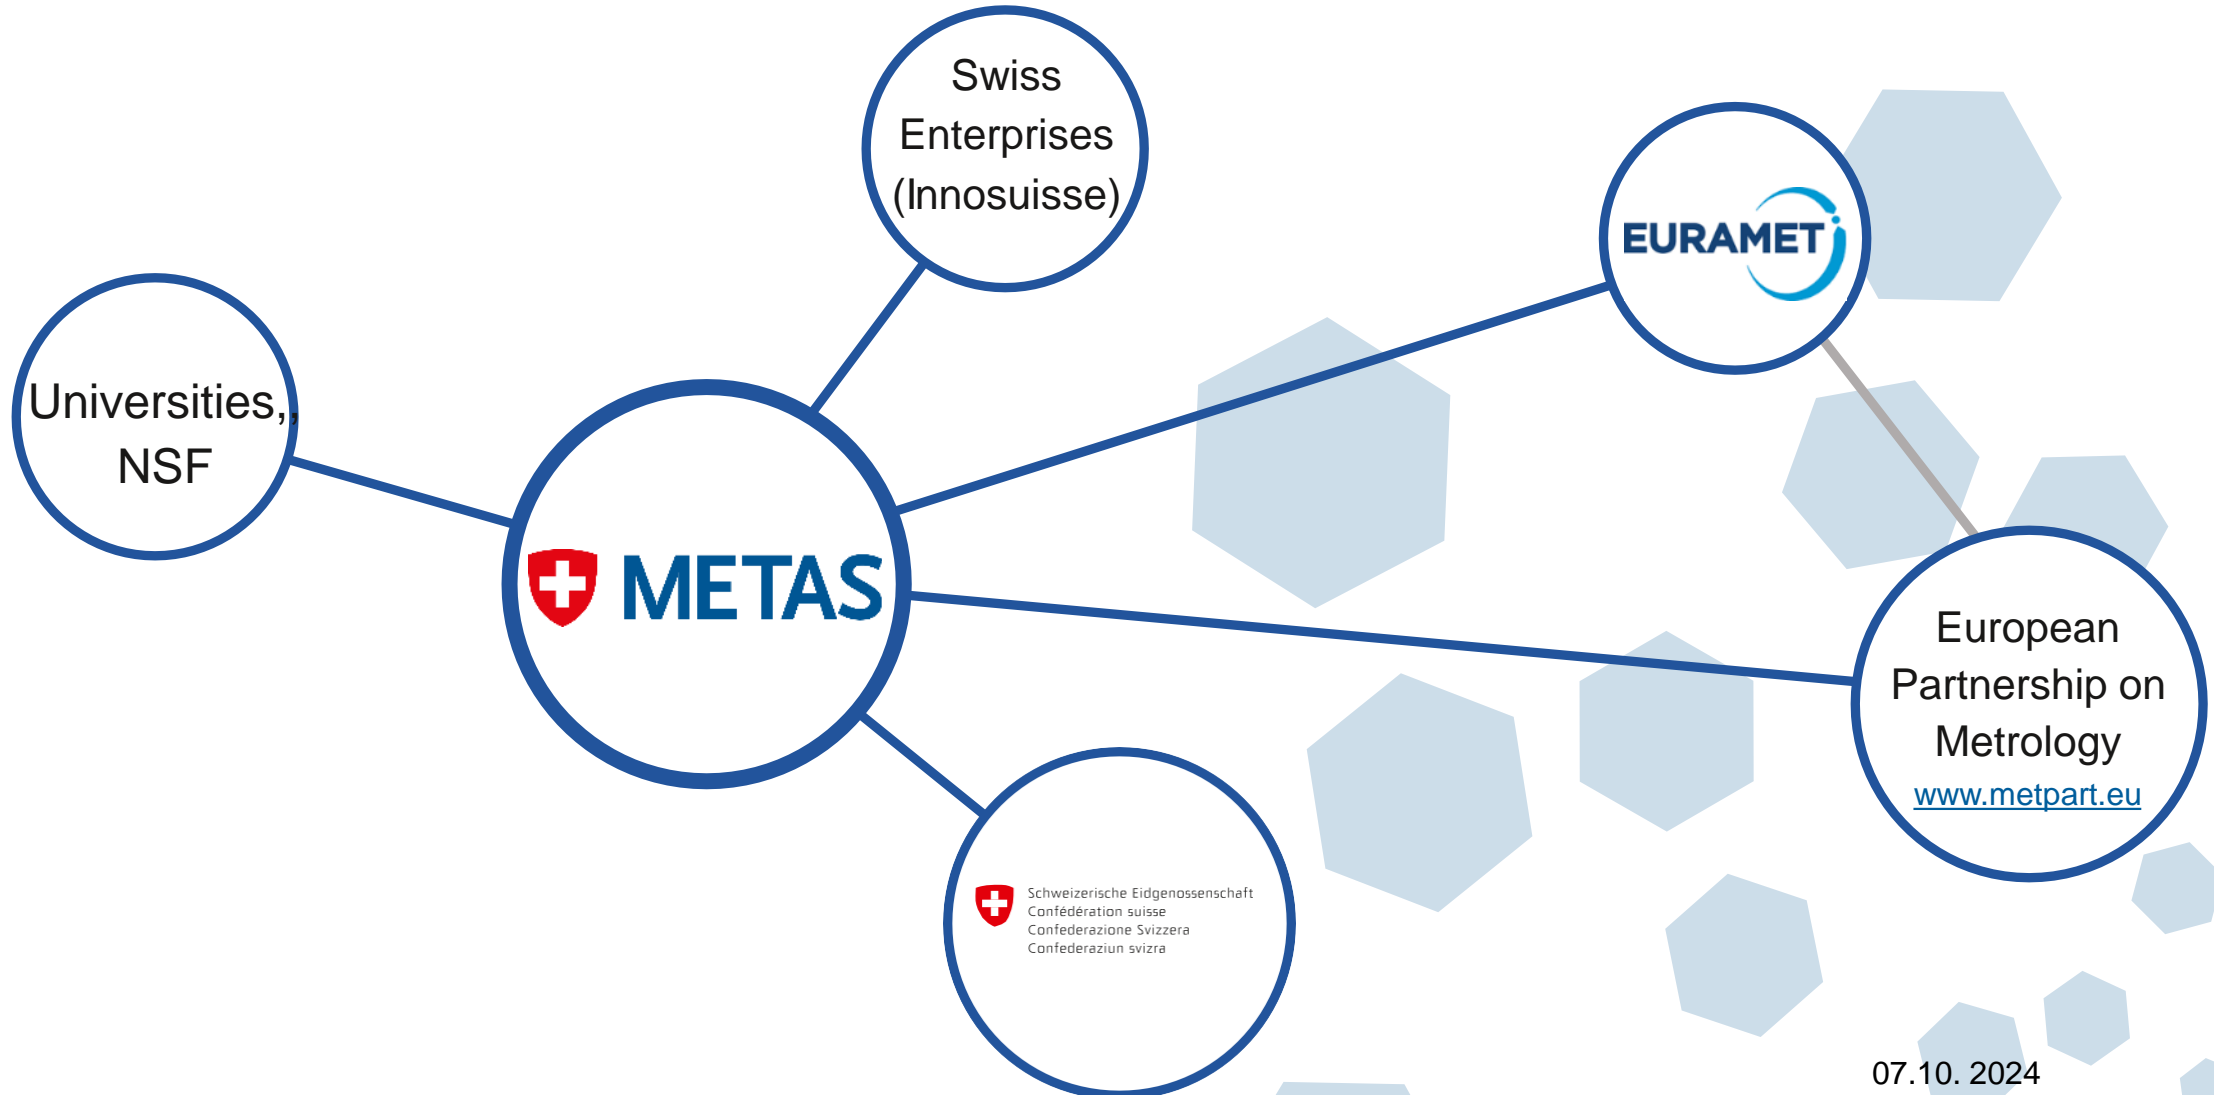 Swiss
Enterprises
(Innosuisse)
EURAMET
Universities,,
NSF
METAS
European
Partnership on
Metrology
www.metpart.eu
Schweizerische Eidgenossenschaft
Confédération suisse
Confederazione Svizzera
Confederaziun svizra
07.10. 2024